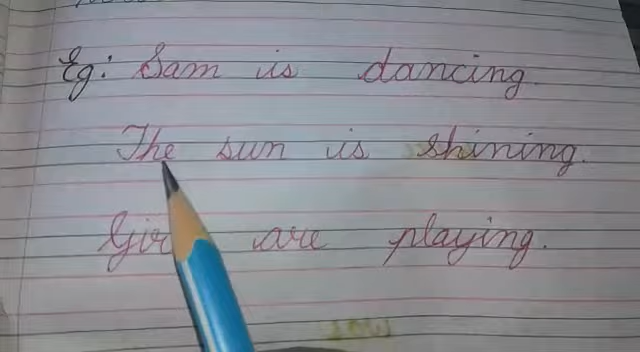 Eg: Sam is dancing.
The sun is shining.
are playing.